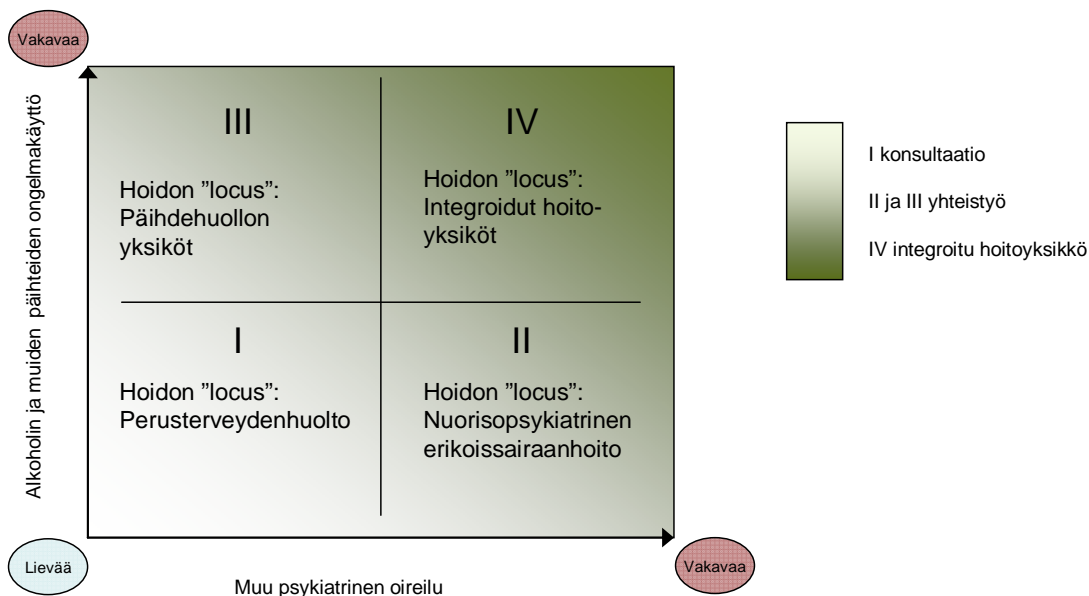 Vakavaa
Alkoholin ja muiden päihteiden ongelmakäyttö
III
Hoidon "locus":
Päihdehuollon
yksiköt
IV
Hoidon "locus":
Integroidut hoito-
yksiköt
I
Hoidon ”locus”:
Perusterveydenhuolto
II
Hoidon ”locus”:
Nuorisopsykiatrinen
erikoissairaanhoito
Lievää
Muu psykiatrinen oireilu
Vakavaa
I konsultaatio
II ja III yhteistyö
IV integroitu hoitoyksikkö